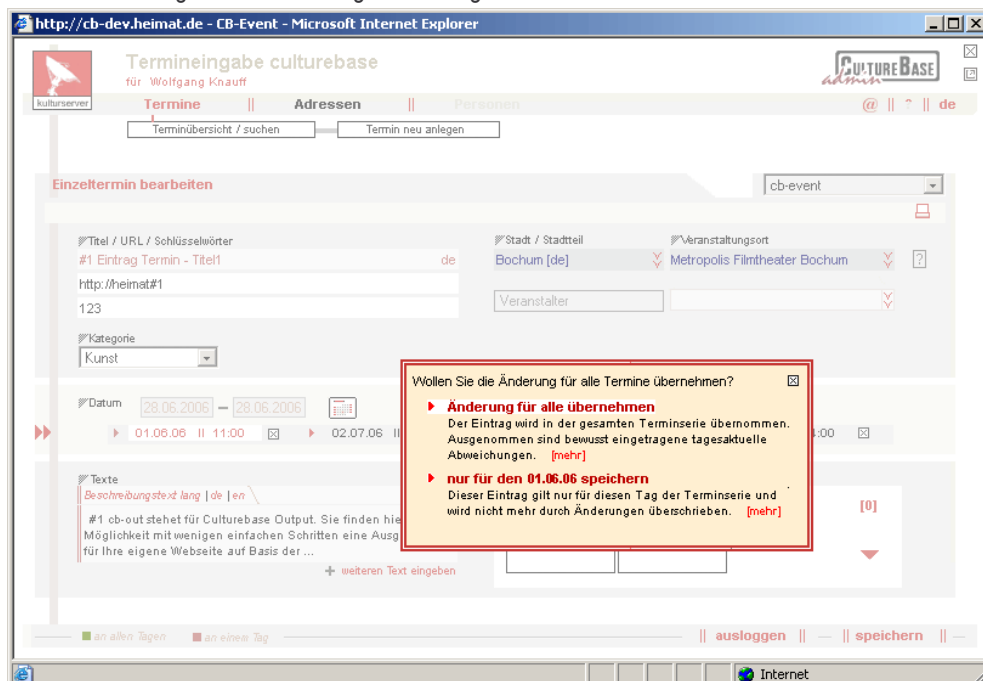 http://cb-dev.heimat.de - CB-Event - Microsoft Internet Explorer
Termineingabe culturebase
für Wolfgang Knauff
CULTUREBASE
admin
kulturserver
Termine || Adressen || Personen
@ || ? || de
Terminübersicht / suchen
Termin neu anlegen
Einzeltermin bearbeiten
cb-event
Titel / URL / Schlüsselwörter
Stadt / Stadtteil
Veranstaltungsort
#1 Eintrag Termin - Titel1 de
Bochum [de]
Metropolis Filmtheater Bochum
?
http://heimat#1
123
Veranstalter
Kategorie
Kunst
Wollen Sie die Änderung für alle Termine übernehmen?
Änderung für alle übernehmen
Der Eintrag wird in der gesamten Terminserie übernommen.
Ausgenommen sind bewusst eingetragene tagesaktuelle
Abweichungen. [mehr]
nur für den 01.06.06 speichern
Dieser Eintrag gilt nur für diesen Tag der Terminserie und
wird nicht mehr durch Änderungen überschrieben. [mehr]
Datum
28.06.2006 – 28.06.2006
01.06.06 || 11:00
02.07.06 ||
:00
Texte
Beschreibungstext lang | de | en
#1 cb-out stehet für Culturebase Output. Sie finden hie
Möglichkeit mit wenigen einfachen Schritten eine Ausg
für Ihre eigene Webseite auf Basis der ...
+ weiteren Text eingeben
[0]
an allen Tagen
an einem Tag
|| ausloggen || — || speichern || —
Internet